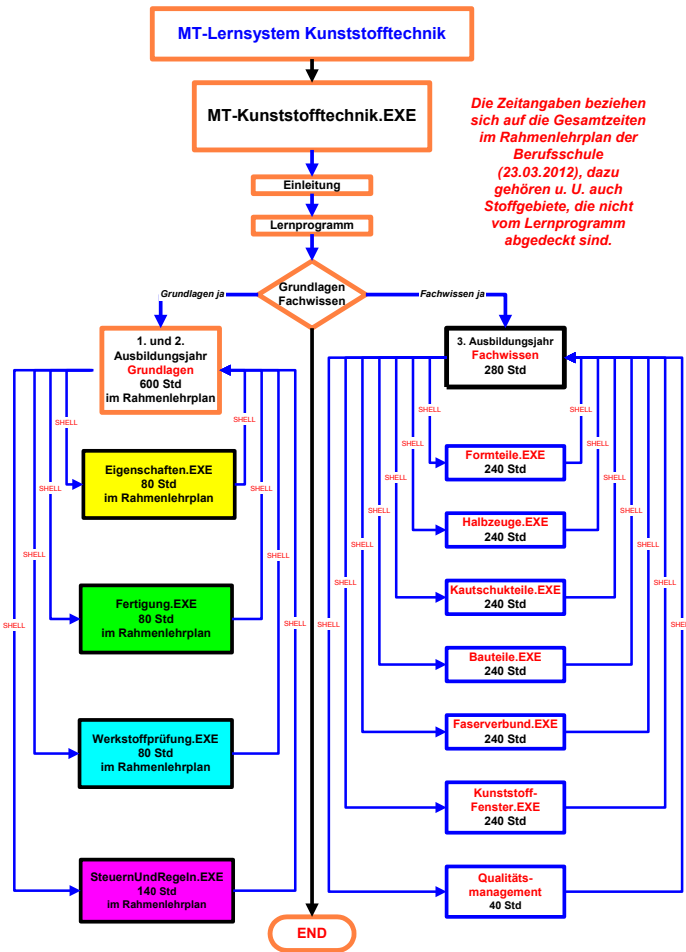 MT-Lernsystem Kunststofftechnik
MT-Kunststofftechnik.EXE
Die Zeitangaben beziehen
sich auf die Gesamtzeiten
im Rahmenlehrplan der
Berufsschule
(23.03.2012), dazu
gehören u. U. auch
Stoffgebiete, die nicht
vom Lernprogramm
abgedeckt sind.
Einleitung
Lernprogramm
Grundlagen
Fachwissen
Grundlagen ja
Fachwissen ja
1. und 2.
Ausbildungsjahr
Grundlagen
600 Std
im Rahmenlehrplan
SHELL
SHELL
Eigenschaften.EXE
80 Std
im Rahmenlehrplan
SHELL
SHELL
Fertigung.EXE
80 Std
im Rahmenlehrplan
SHELL
SHELL
Werkstoffprüfung.EXE
80 Std
im Rahmenlehrplan
SHELL
SHELL
SteuernUndRegeln.EXE
140 Std
im Rahmenlehrplan
3. Ausbildungsjahr
Fachwissen
280 Std
SHELL
SHELL
Formteile.EXE
240 Std
SHELL
SHELL
Halbzeuge.EXE
240 Std
SHELL
SHELL
Kautschukteile.EXE
240 Std
SHELL
SHELL
Bauteile.EXE
240 Std
SHELL
SHELL
Faserverbund.EXE
240 Std
SHELL
SHELL
Kunststoff-
Fenster.EXE
240 Std
SHELL
SHELL
Qualitäts-
management
40 Std
END